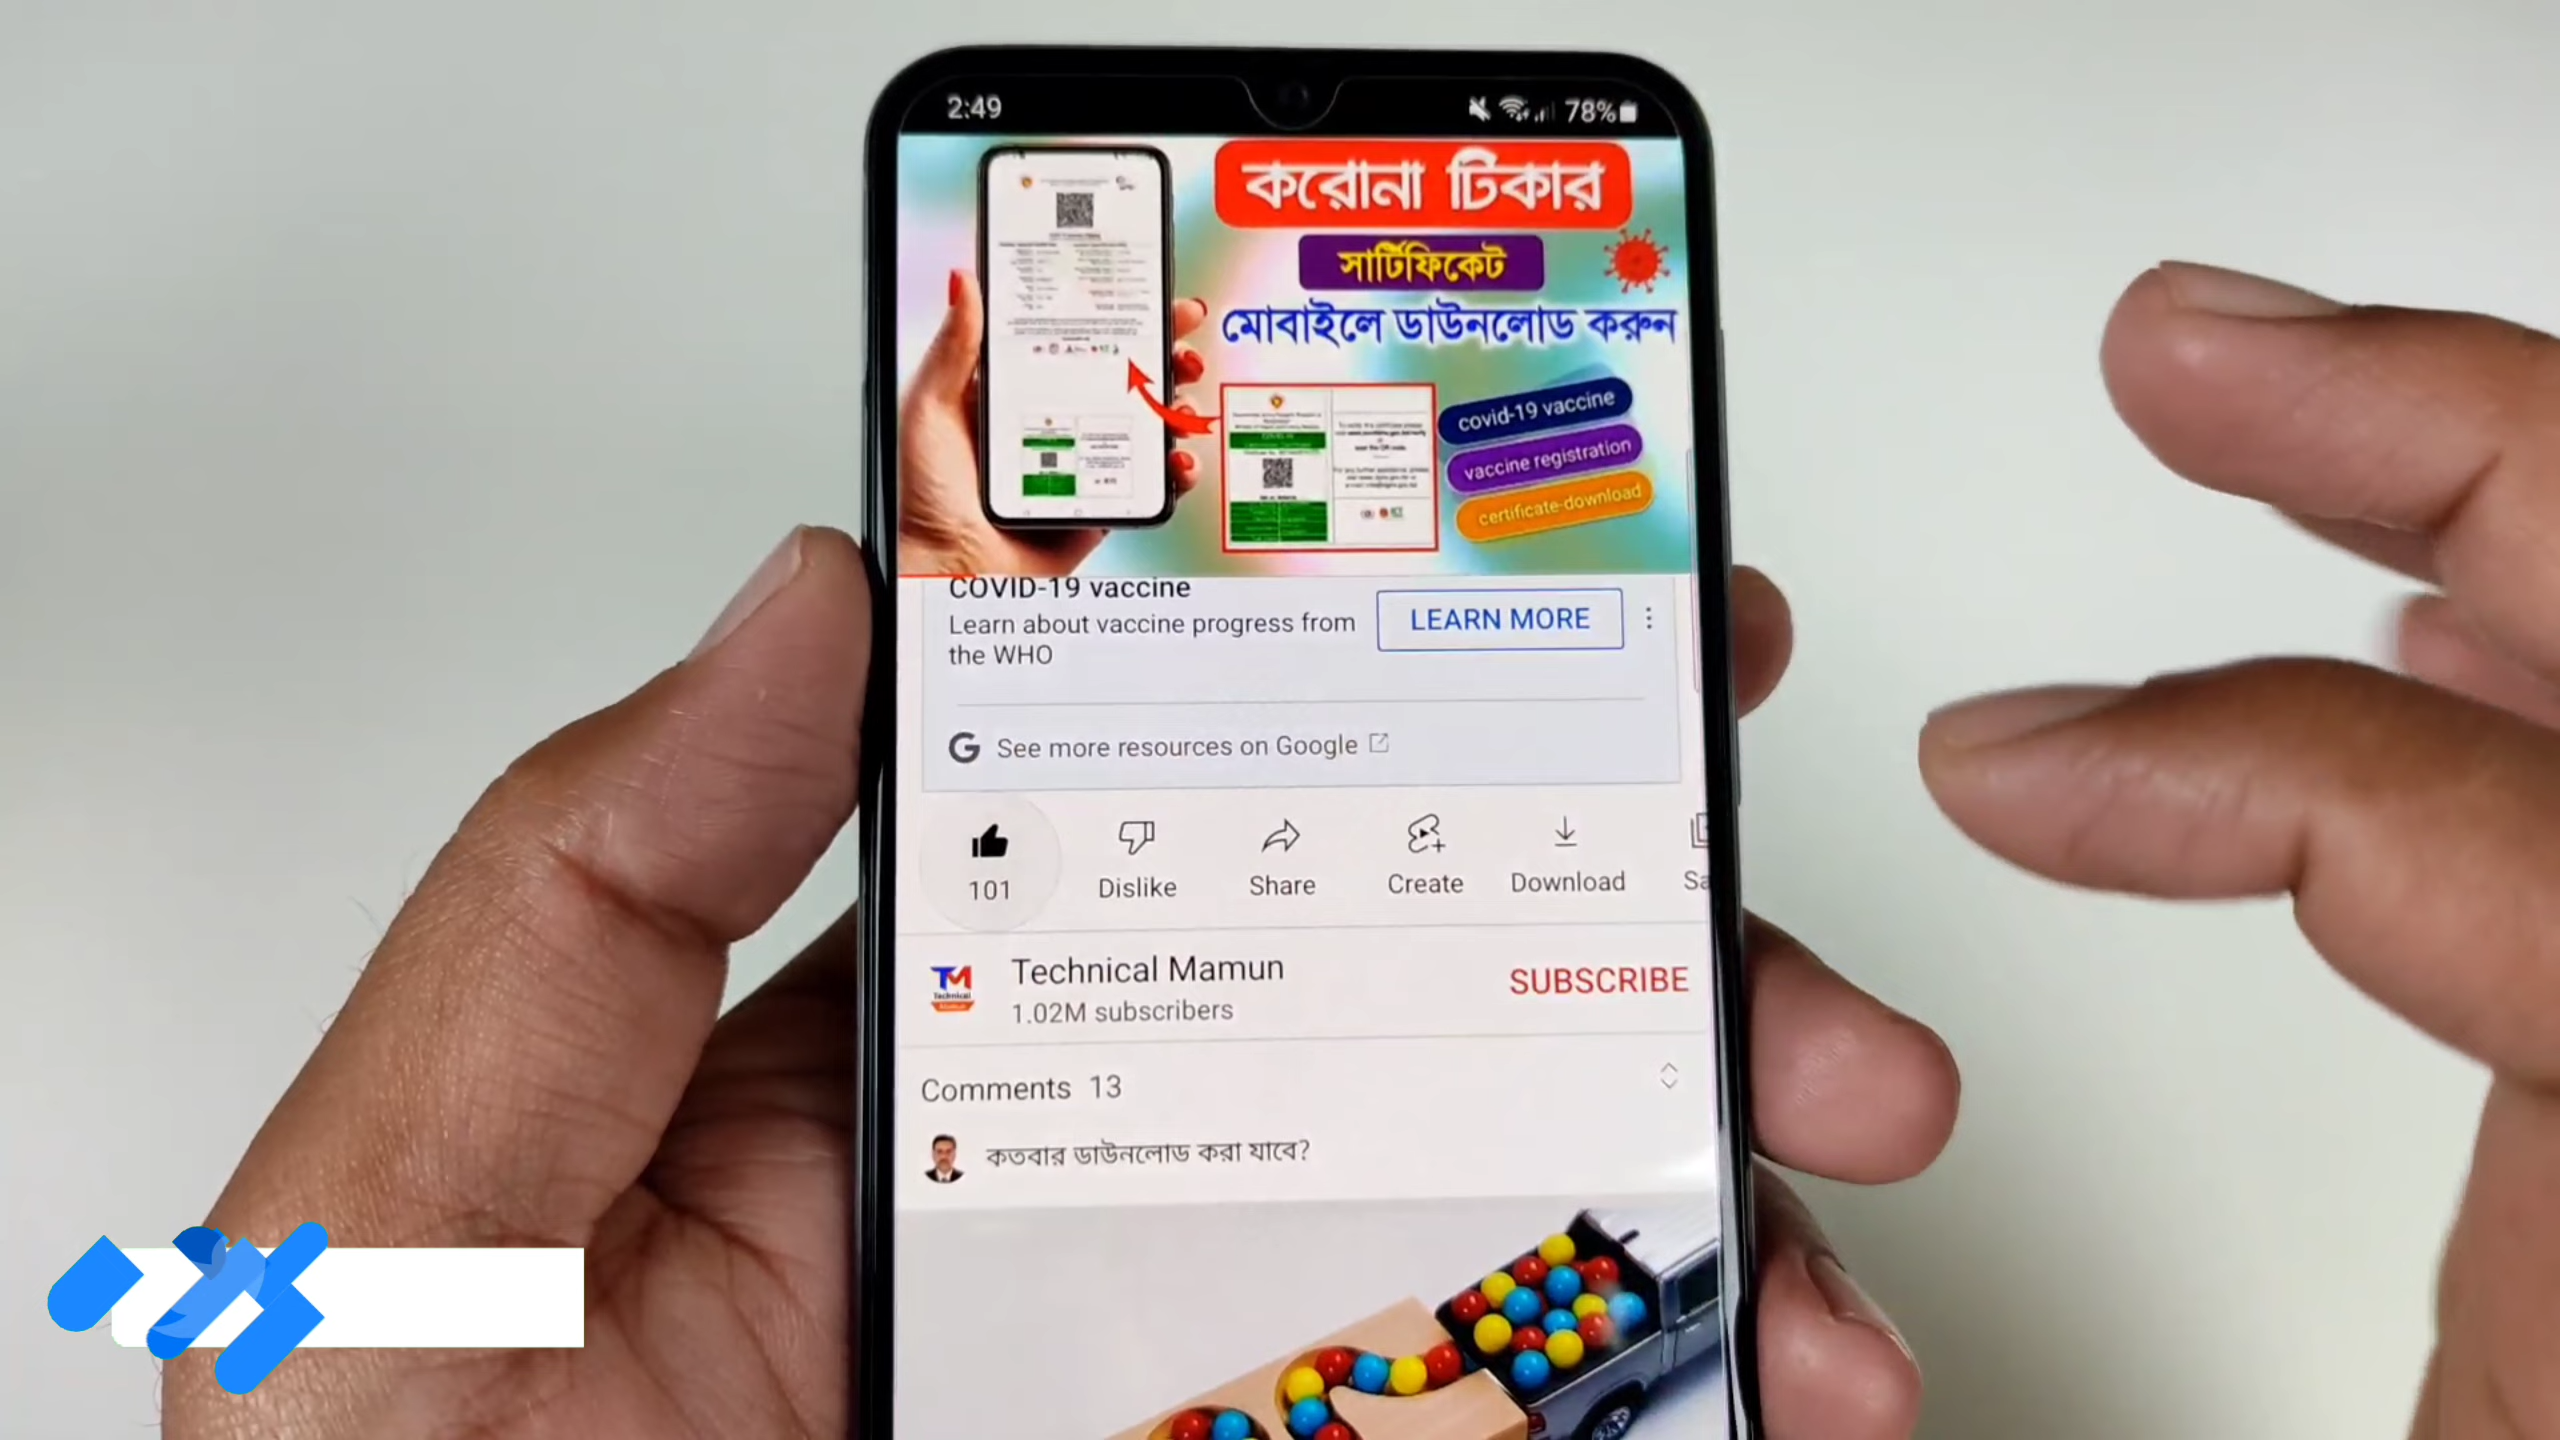 2:49
78%
করোনা টিকার
সার্টিফিকেট
মোবাইলে ডাউনলোড করুন
covid-19 vaccine
vaccine registration
certificate-download
COVID-19 vaccine
Learn about vaccine progress from
the WHO
LEARN MORE
See more resources on Google
101
Dislike
Share
Create
Download
Sa
TM
Technical
Technical Mamun
1.02M subscribers
SUBSCRIBE
Comments 13
কতবার ডাউনলোড করা যাবে?